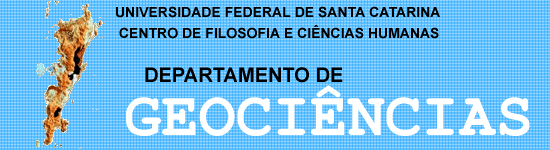 UNIVERSIDADE FEDERAL DE SANTA CATARINA
CENTRO DE FILOSOFIA E CIÊNCIAS HUMANAS
DEPARTAMENTO DE
GEOCIÊNCIAS